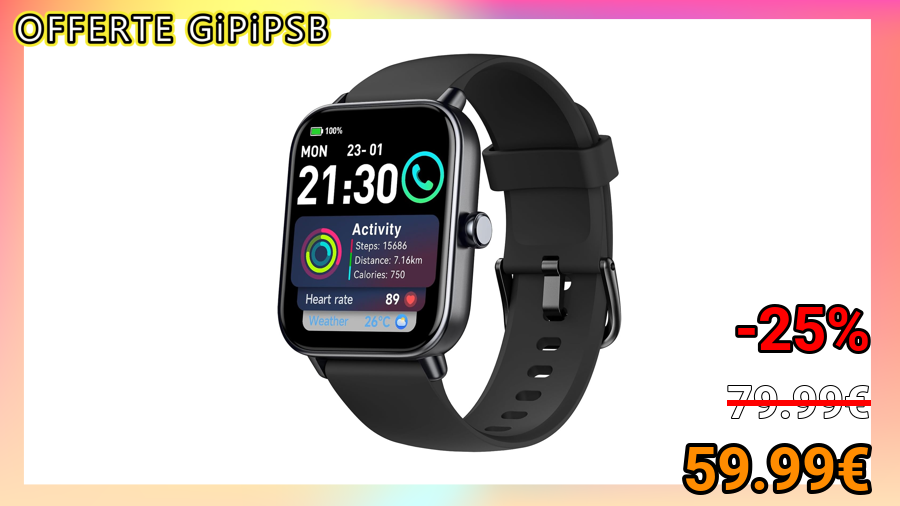 OFFERTE GiPiPSB
100%
MON 23-01
21:30
Activity
Steps: 15686
Distance: 7.16km
Calories: 750
Heart rate 89
Weather 26°C
-25%
79.99€
59.99€